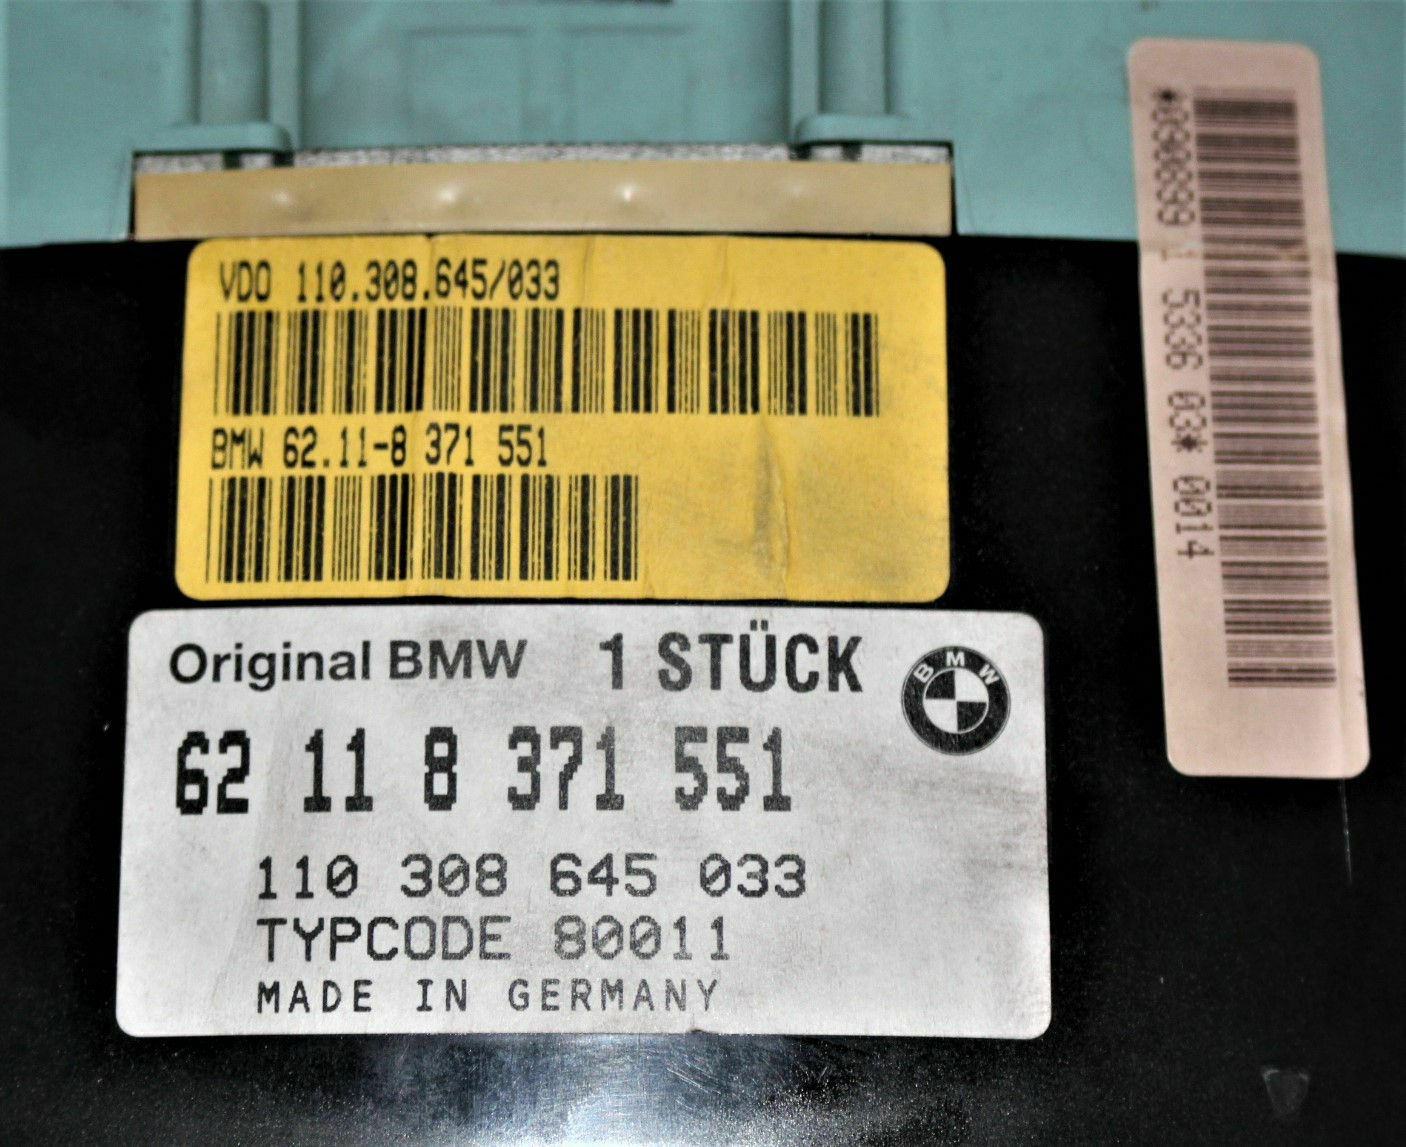 VDO 110.308.645/033
BMW 62.11-8 371 551
Original BMW 1 STÜCK
BMW
62 11 8 371 551
110 308 645 033
TYPCODE 80011
MADE IN GERMANY
1 5336 03* 0014